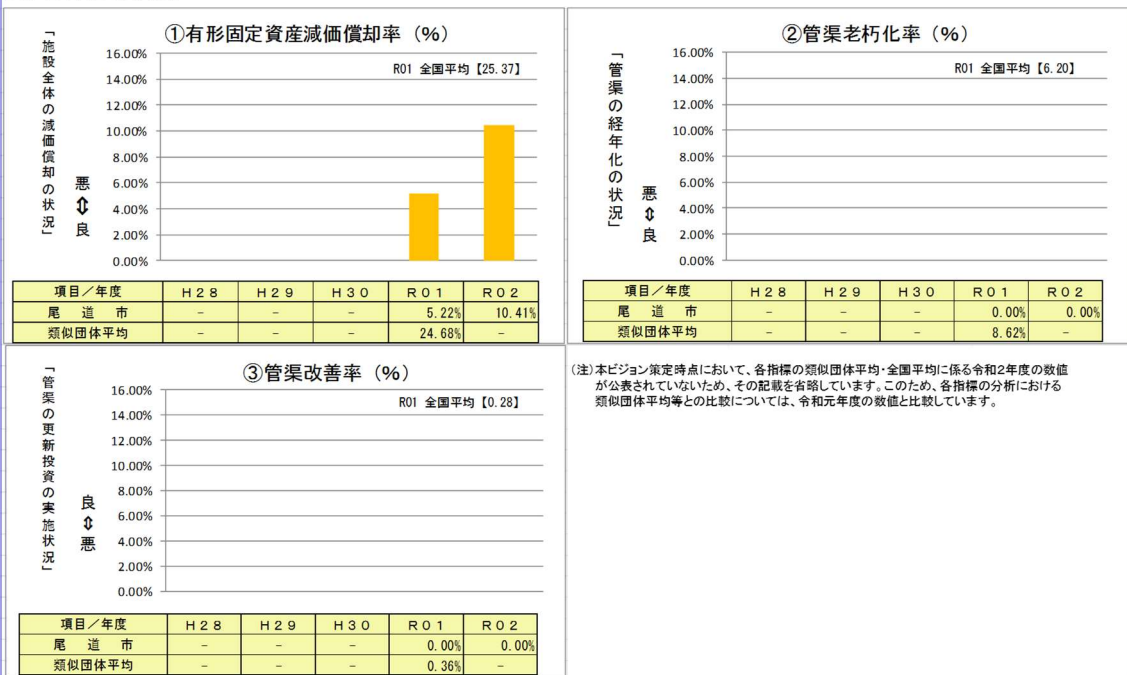 ①有形固定資産減価償却率（％）
「施設全体の減価償却の状況」
悪⇕良
R01 全国平均【25.37】
16.00%
14.00%
12.00%
10.00%
8.00%
6.00%
4.00%
2.00%
0.00%
項目／年度 H28 H29 H30 R01 R02
尾道市 － － － 5.22% 10.41%
類似団体平均 － － － 24.68% －
②管渠老朽化率（％）
「管渠の経年化の状況」
悪⇕良
R01 全国平均【6.20】
16.00%
14.00%
12.00%
10.00%
8.00%
6.00%
4.00%
2.00%
0.00%
項目／年度 H28 H29 H30 R01 R02
尾道市 － － － 0.00% 0.00%
類似団体平均 － － － 8.62% －
③管渠改善率（％）
「管渠の更新投資の実施状況」
良⇕悪
R01 全国平均【0.28】
16.00%
14.00%
12.00%
10.00%
8.00%
6.00%
4.00%
2.00%
0.00%
項目／年度 H28 H29 H30 R01 R02
尾道市 － － － 0.00% 0.00%
類似団体平均 － － － 0.36% －
（注）本ビジョン策定時点において、各指標の類似団体平均・全国平均に係る令和2年度の数値
が公表されていないため、その記載を省略しています。このため、各指標の分析における
類似団体平均等との比較については、令和元年度の数値と比較しています。